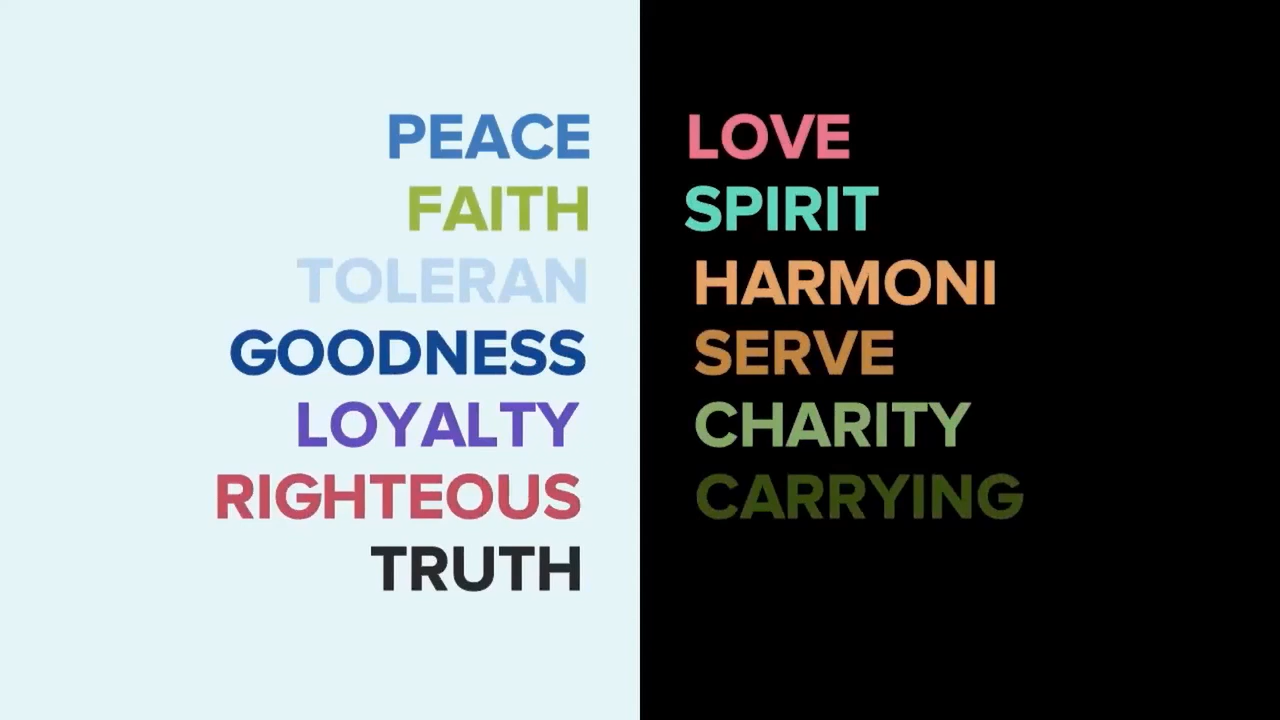 PEACE
FAITH
TOLERAN
GOODNESS
LOYALTY
RIGHTEOUS
TRUTH
LOVE
SPIRIT
HARMONI
SERVE
CHARITY
CARRYING